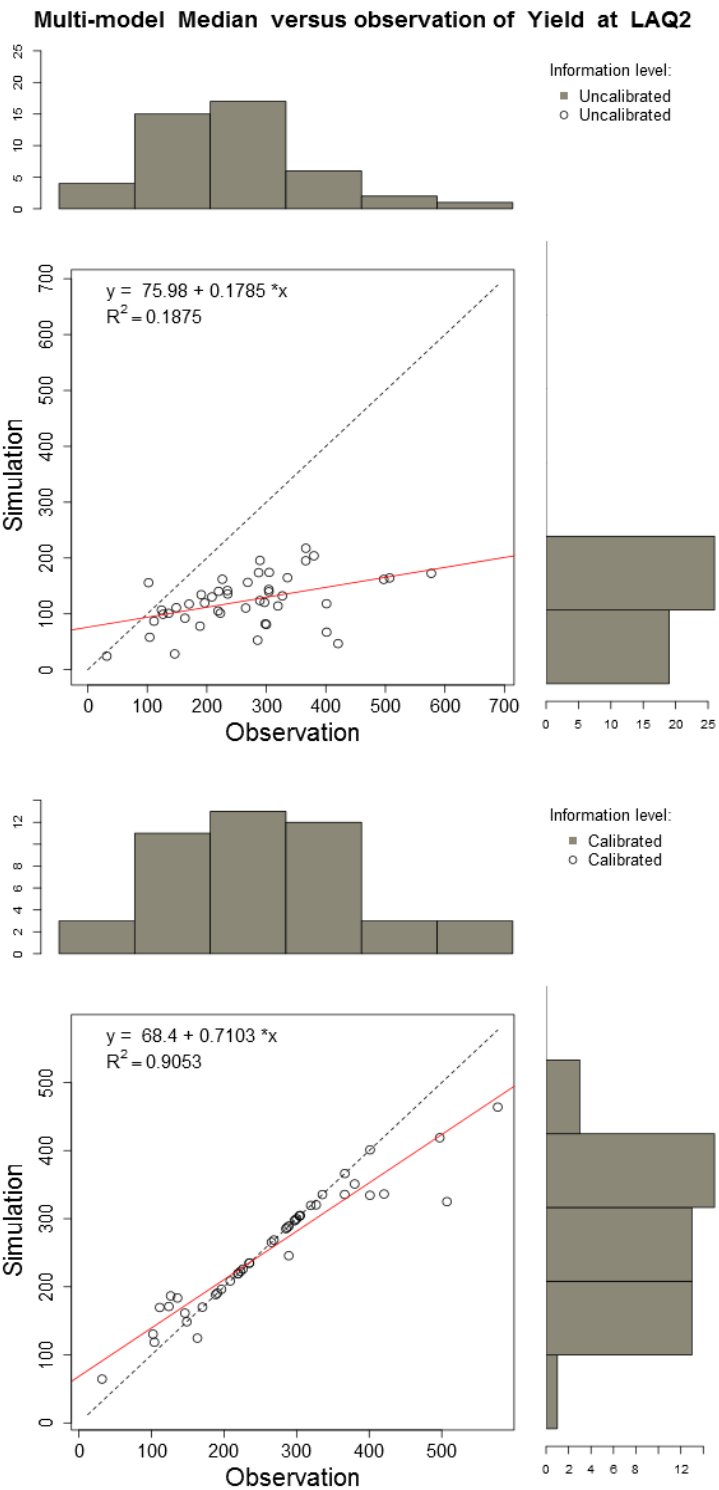 Multi-model Median versus observation of Yield at LAQ2
Information level:
Uncalibrated
Uncalibrated
0 5 10 15 20 25
y = 75.98 + 0.1785 *x
R² = 0.1875
Simulation
0 100 200 300 400 500 600 700
0 100 200 300 400 500 600 700
Observation
0 5 10 15 20 25
Information level:
Calibrated
Calibrated
0 2 4 6 8 12
y = 68.4 + 0.7103 *x
R² = 0.9053
Simulation
0 100 200 300 400 500
0 100 200 300 400 500
Observation
0 2 4 6 8 12